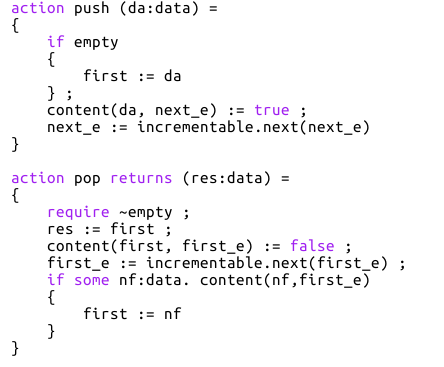 action push (da:data) =
{
    if empty
    {
        first := da
    } ;
    content(da, next_e) := true ;
    next_e := incrementable.next(next_e)
}

action pop returns (res:data) =
{
    require ~empty ;
    res := first ;
    content(first, first_e) := false ;
    first_e := incrementable.next(first_e) ;
    if some nf:data. content(nf,first_e)
    {
        first := nf
    }
}